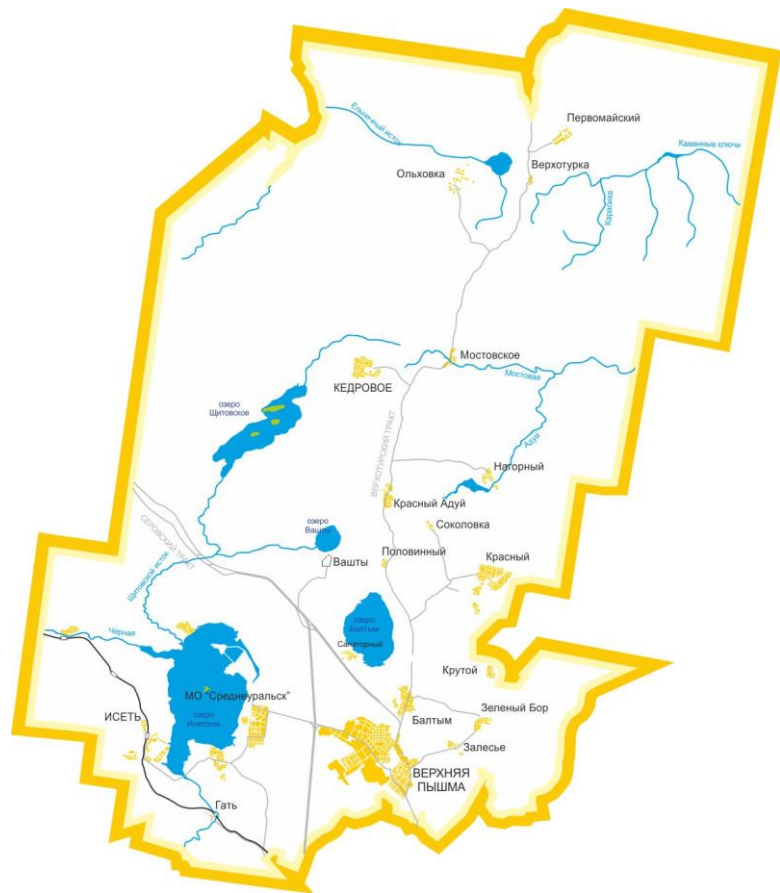 Ельничный исток
Первомайский
Каменные ключи
Ольховка
Верхотурка
Карасика
Мостовское
КЕДРОВОЕ
Мостовая
озеро
Щитовское
Адуй
ВЕРХОТУРСКИЙ ТРАКТ
Нагорный
Красный Адуй
Соколовка
СЕРОВСКИЙ ТРАКТ
озеро
Вашты
Вашты
Половинный
Красный
Щитовской исток
озеро
Балтым
Санаторный
Черная
Крутой
МО "Среднеуральск"
ИСЕТЬ
озеро
Исетское
Балтым
Зеленый Бор
Залесье
ВЕРХНЯЯ
ПЫШМА
Гать